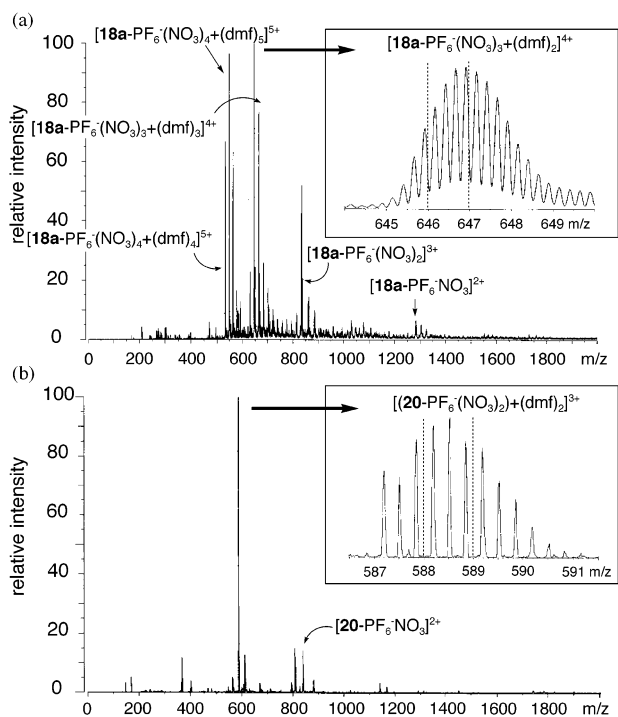 (a)
[18a-PF6-(NO3)4+(dmf)5]5+
[18a-PF6-(NO3)3+(dmf)2]4+
100
80
[18a-PF6-(NO3)3+(dmf)3]4+
60
relative intensity
40
[18a-PF6-(NO3)4+(dmf)4]5+
645 646 647 648 649 m/z
[18a-PF6-(NO3)2]3+
[18a-PF6-NO3]2+
20
0
0 200 400 600 800 1000 1200 1400 1600 1800 m/z
(b)
100
[(20-PF6-(NO3)2)+(dmf)2]3+
80
60
relative intensity
40
587 588 589 590 591 m/z
20
[20-PF6-NO3]2+
0
0 200 400 600 800 1000 1200 1400 1600 1800 m/z